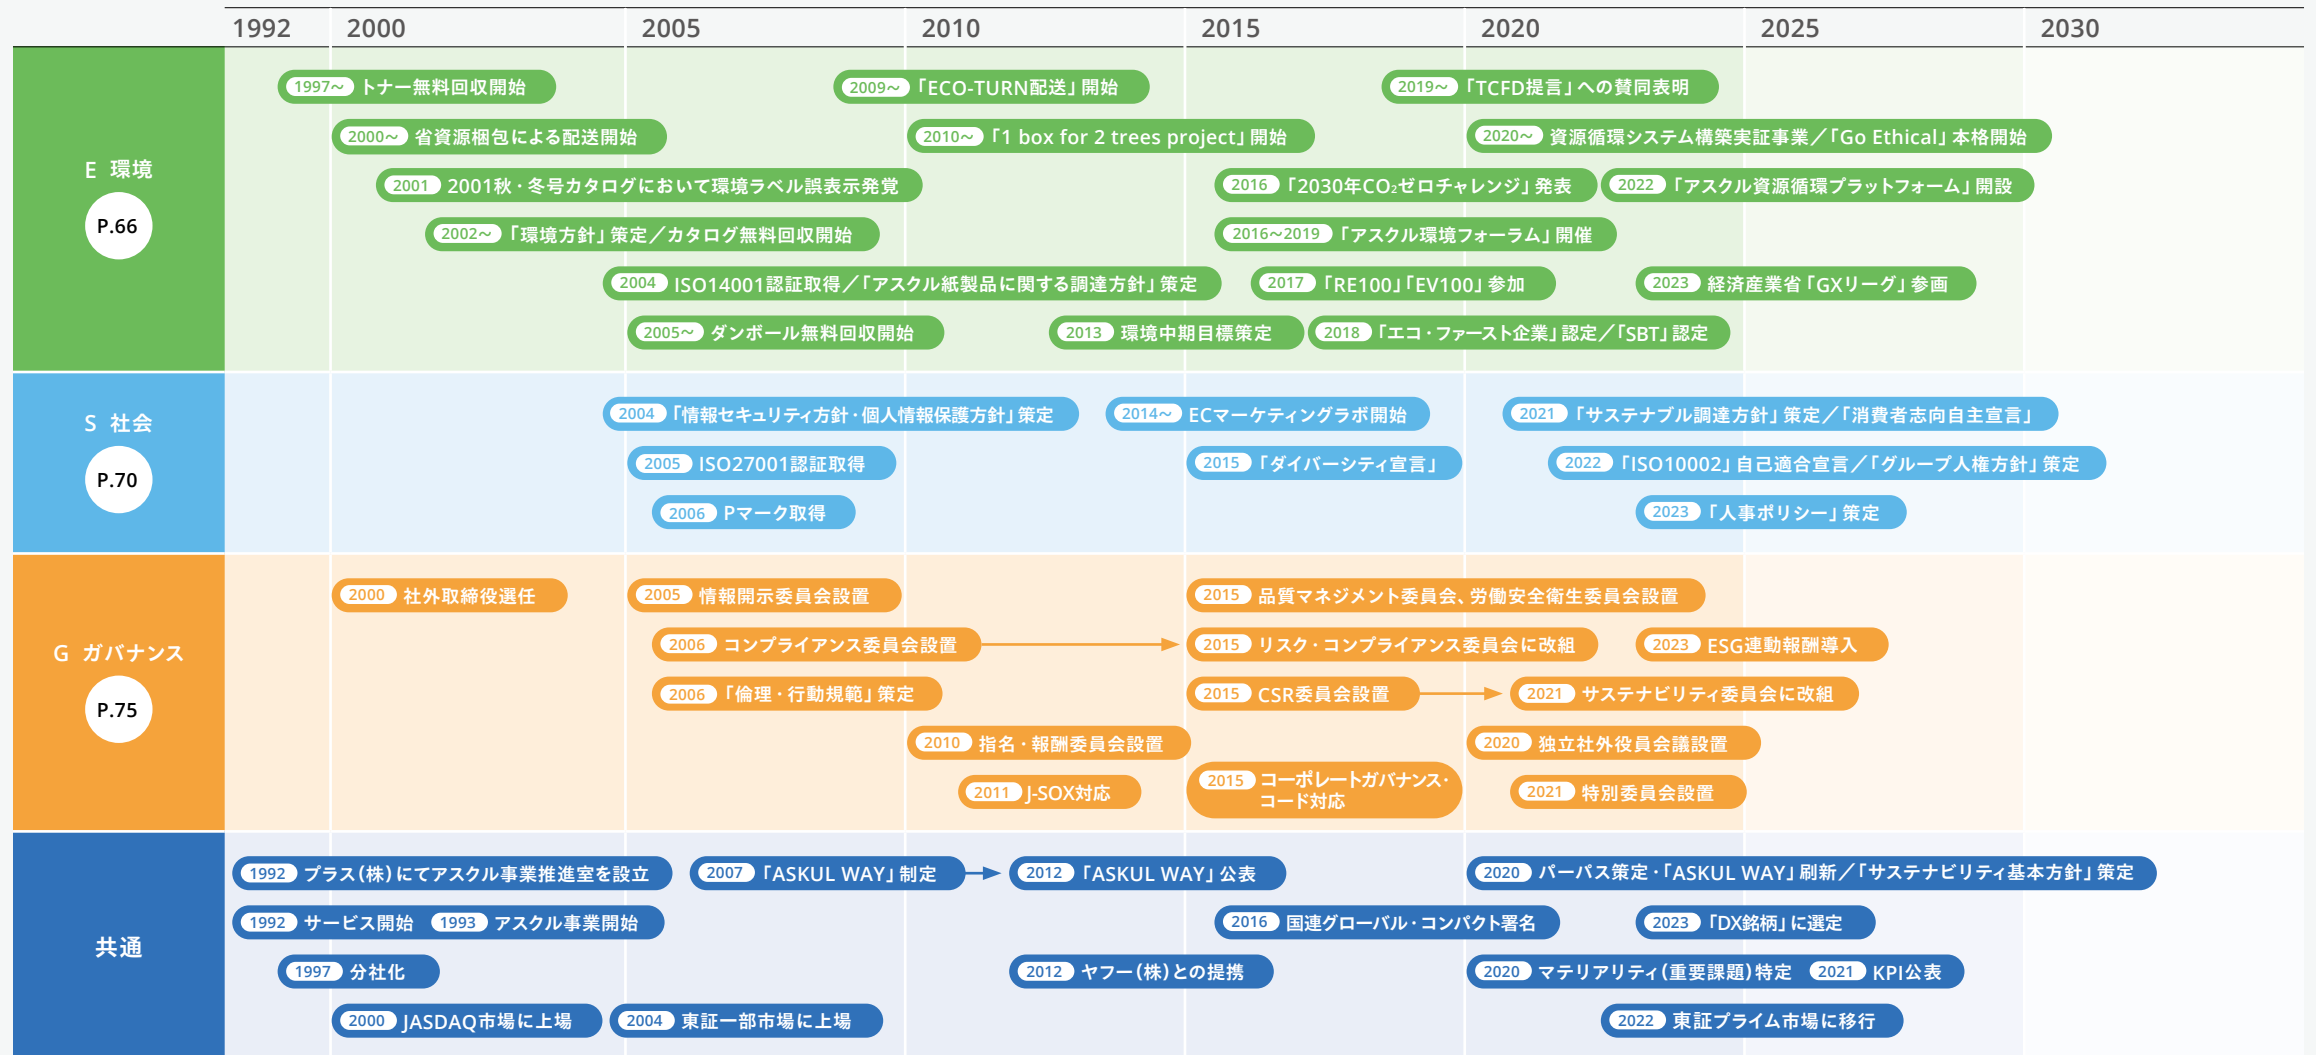 1992 2000 2005 2010 2015 2020 2025 2030
E 環境
P.66
1997〜 トナー無料回収開始
2009〜 「ECO-TURN配送」開始
2019〜 「TCFD提言」への賛同表明
2000〜 省資源梱包による配送開始
2010〜 「1 box for 2 trees project」開始
2020〜 資源循環システム構築実証事業／「Go Ethical」本格開始
2001 2001秋・冬号カタログにおいて環境ラベル誤表示発覚
2016 「2030年CO₂ゼロチャレンジ」発表
2022 「アスクル資源循環プラットフォーム」開設
2002〜 「環境方針」策定／カタログ無料回収開始
2016〜2019 「アスクル環境フォーラム」開催
2004 ISO14001認証取得／「アスクル紙製品に関する調達方針」策定
2017 「RE100」「EV100」参加
2023 経済産業省「GXリーグ」参画
2005〜 ダンボール無料回収開始
2013 環境中期目標策定
2018 「エコ・ファースト企業」認定／「SBT」認定
S 社会
P.70
2004 「情報セキュリティ方針・個人情報保護方針」策定
2014〜 ECマーケティングラボ開始
2021 「サステナブル調達方針」策定／「消費者志向自主宣言」
2005 ISO27001認証取得
2015 「ダイバーシティ宣言」
2022 「ISO10002」自己適合宣言／「グループ人権方針」策定
2006 Pマーク取得
2023 「人事ポリシー」策定
G ガバナンス
P.75
2000 社外取締役選任
2005 情報開示委員会設置
2015 品質マネジメント委員会、労働安全衛生委員会設置
2006 コンプライアンス委員会設置
2015 リスク・コンプライアンス委員会に改組
2023 ESG連動報酬導入
2006 「倫理・行動規範」策定
2015 CSR委員会設置
2021 サステナビリティ委員会に改組
2010 指名・報酬委員会設置
2020 独立社外役員会議設置
2011 J-SOX対応
2015 コーポレートガバナンス・
コード対応
2021 特別委員会設置
共通
1992 プラス（株）にてアスクル事業推進室を設立
2007 「ASKUL WAY」制定
2012 「ASKUL WAY」公表
2020 パーパス策定・「ASKUL WAY」刷新／「サステナビリティ基本方針」策定
1992 サービス開始 1993 アスクル事業開始
2016 国連グローバル・コンパクト署名
2023 「DX銘柄」に選定
1997 分社化
2012 ヤフー（株）との提携
2020 マテリアリティ（重要課題）特定 2021 KPI公表
2000 JASDAQ市場に上場
2004 東証一部市場に上場
2022 東証プライム市場に移行